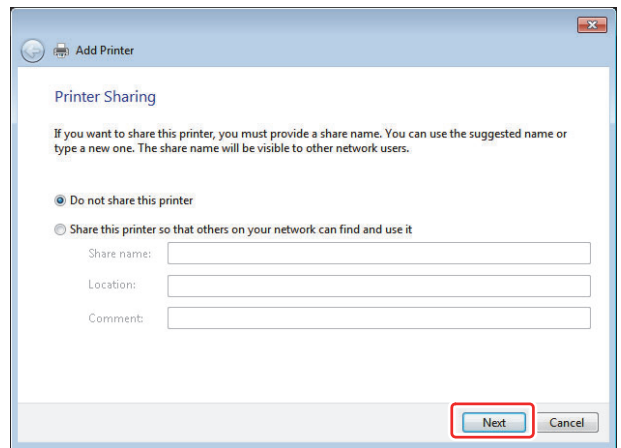 Add Printer
Printer Sharing
If you want to share this printer, you must provide a share name. You can use the suggested name or
type a new one. The share name will be visible to other network users.
Do not share this printer
Share this printer so that others on your network can find and use it
Share name:
Location:
Comment:
Next Cancel